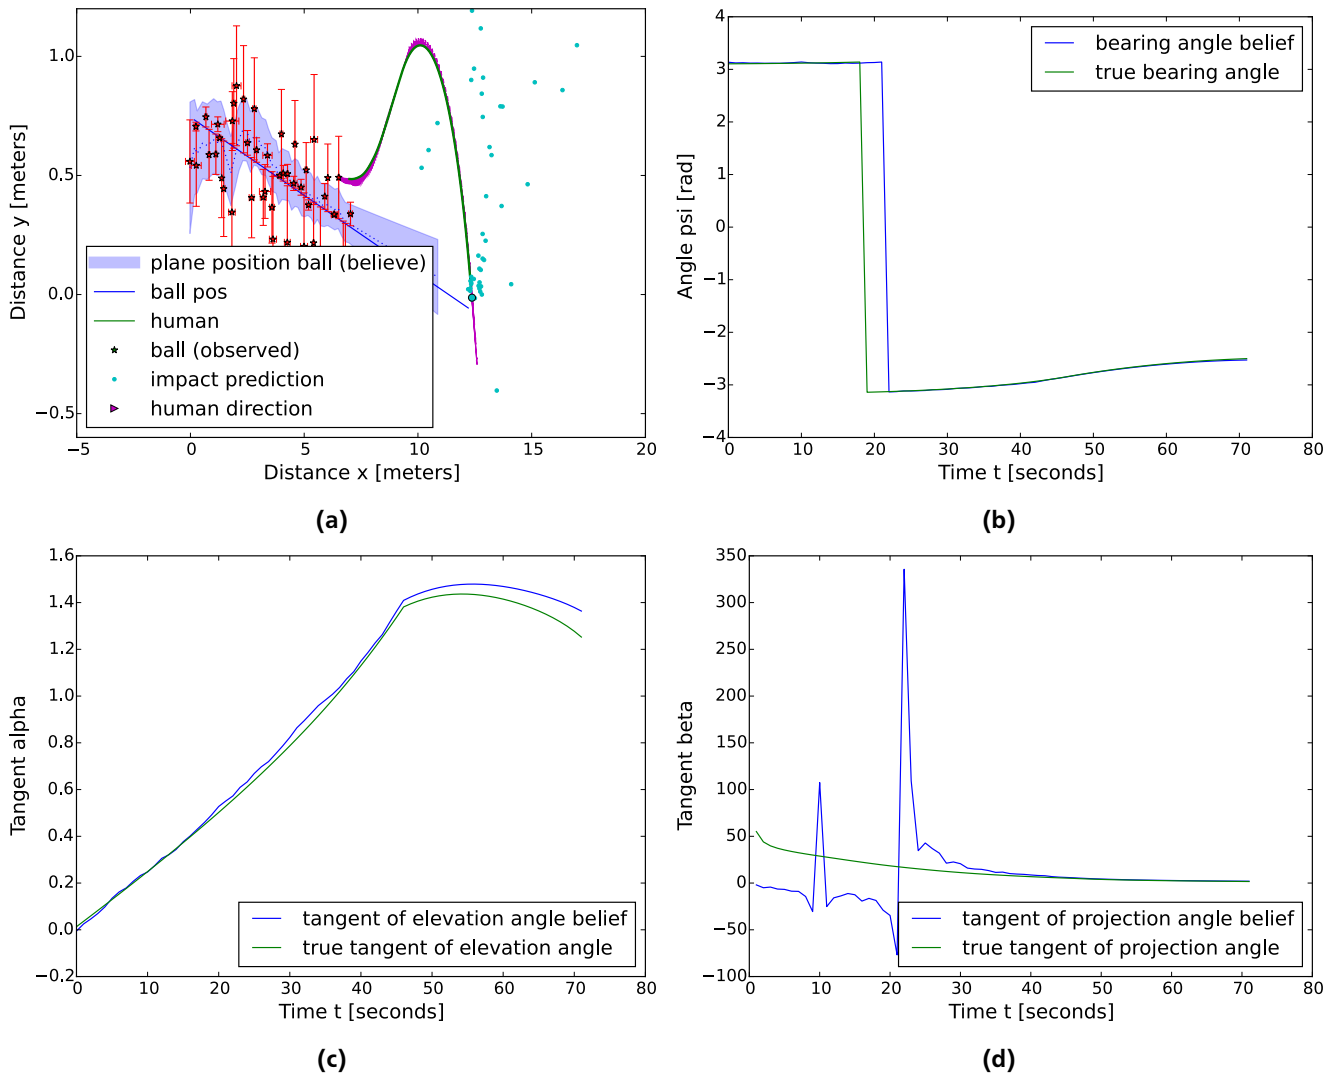 1.0
0.5
0.0
−0.5
−5
0
5
10
15
20
Distance y [meters]
Distance x [meters]
plane position ball (believe)
ball pos
human
ball (observed)
impact prediction
human direction
(a)
4
3
2
1
0
−1
−2
−3
−4
0
10
20
30
40
50
60
70
80
Angle psi [rad]
Time t [seconds]
bearing angle belief
true bearing angle
(b)
1.6
1.4
1.2
1.0
0.8
0.6
0.4
0.2
0.0
−0.2
0
10
20
30
40
50
60
70
80
Tangent alpha
Time t [seconds]
tangent of elevation angle belief
true tangent of elevation angle
(c)
350
300
250
200
150
100
50
0
−50
−100
0
10
20
30
40
50
60
70
80
Tangent beta
Time t [seconds]
tangent of projection angle belief
true tangent of projection angle
(d)